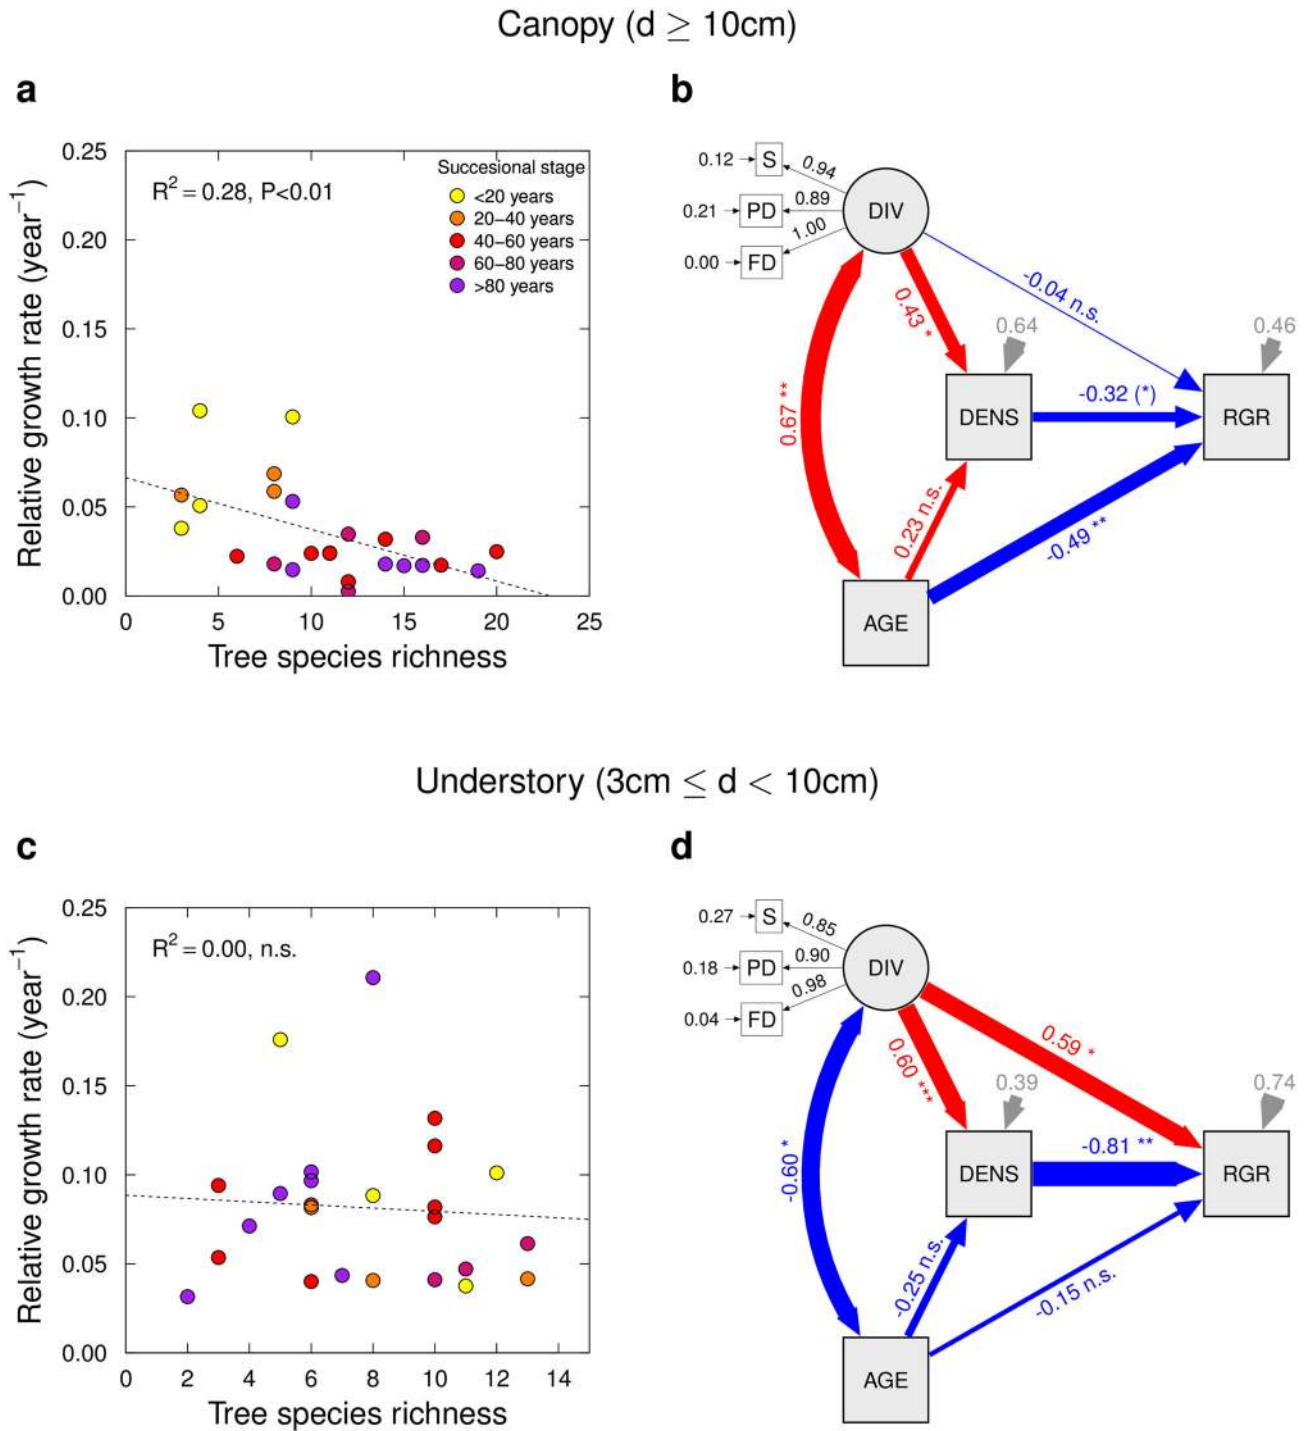 Canopy (d ≥ 10cm)
a
b
Relative growth rate (year⁻¹)
0.25
0.20
0.15
0.10
0.05
0.00
R² = 0.28, P<0.01
Succesional stage
<20 years
20–40 years
40–60 years
60–80 years
>80 years
0 5 10 15 20 25
Tree species richness
0.12 S 0.94
0.21 PD 0.89
0.00 FD 1.00
DIV
-0.04 n.s.
0.43 *
0.64
0.46
0.67 **
DENS
-0.32 (*)
RGR
0.23 n.s.
-0.49 **
AGE
Understory (3cm ≤ d < 10cm)
c
d
Relative growth rate (year⁻¹)
0.25
0.20
0.15
0.10
0.05
0.00
R² = 0.00, n.s.
0 2 4 6 8 10 12 14
Tree species richness
0.27 S 0.85
0.18 PD 0.90
0.04 FD 0.98
DIV
0.59 *
0.60 ***
0.39
0.74
-0.60 *
DENS
-0.81 **
RGR
-0.25 n.s.
-0.15 n.s.
AGE